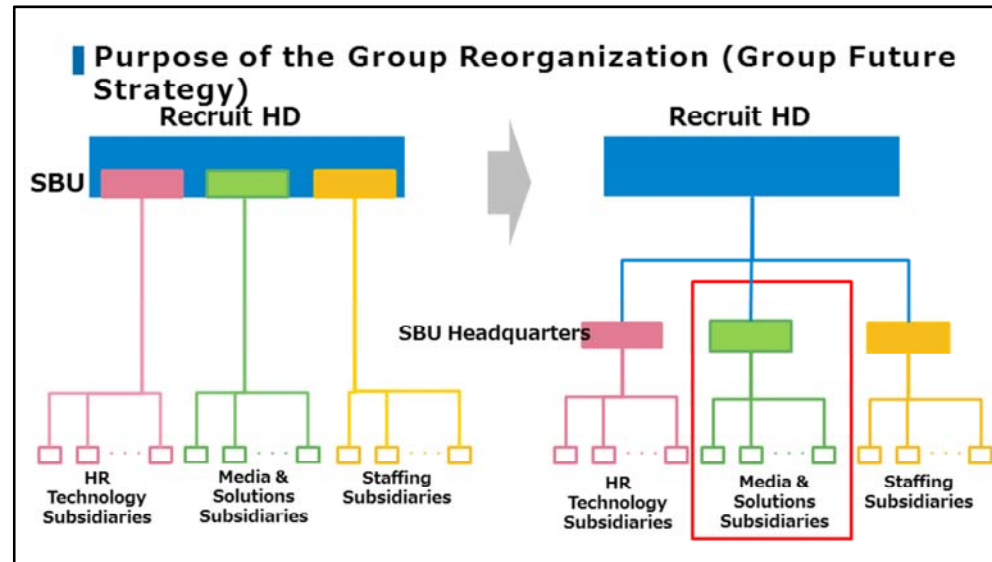 Purpose of the Group Reorganization (Group Future
Strategy)
Recruit HD
SBU
HR
Technology
Subsidiaries
Media &
Solutions
Subsidiaries
Staffing
Subsidiaries
Recruit HD
SBU Headquarters
HR
Technology
Subsidiaries
Media &
Solutions
Subsidiaries
Staffing
Subsidiaries